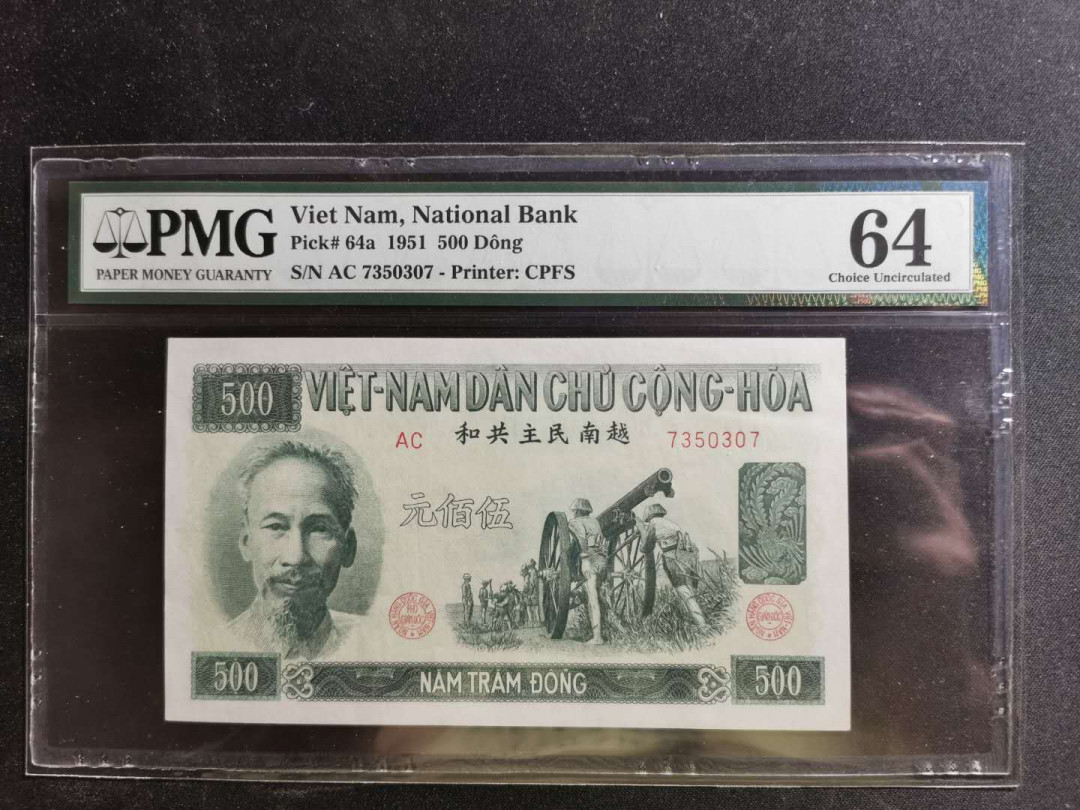 PMG
PAPER MONEY GUARANTY
Viet Nam, National Bank
Pick# 64a 1951 500 Dông
S/N AC 7350307 - Printer: CPFS
64
Choice Uncirculated
500
VIỆT-NAM DÂN CHỦ CỘNG-HÒA
AC 和共主民南越 7350307
元佰伍
500
NĂM TRĂM ĐỒNG
500